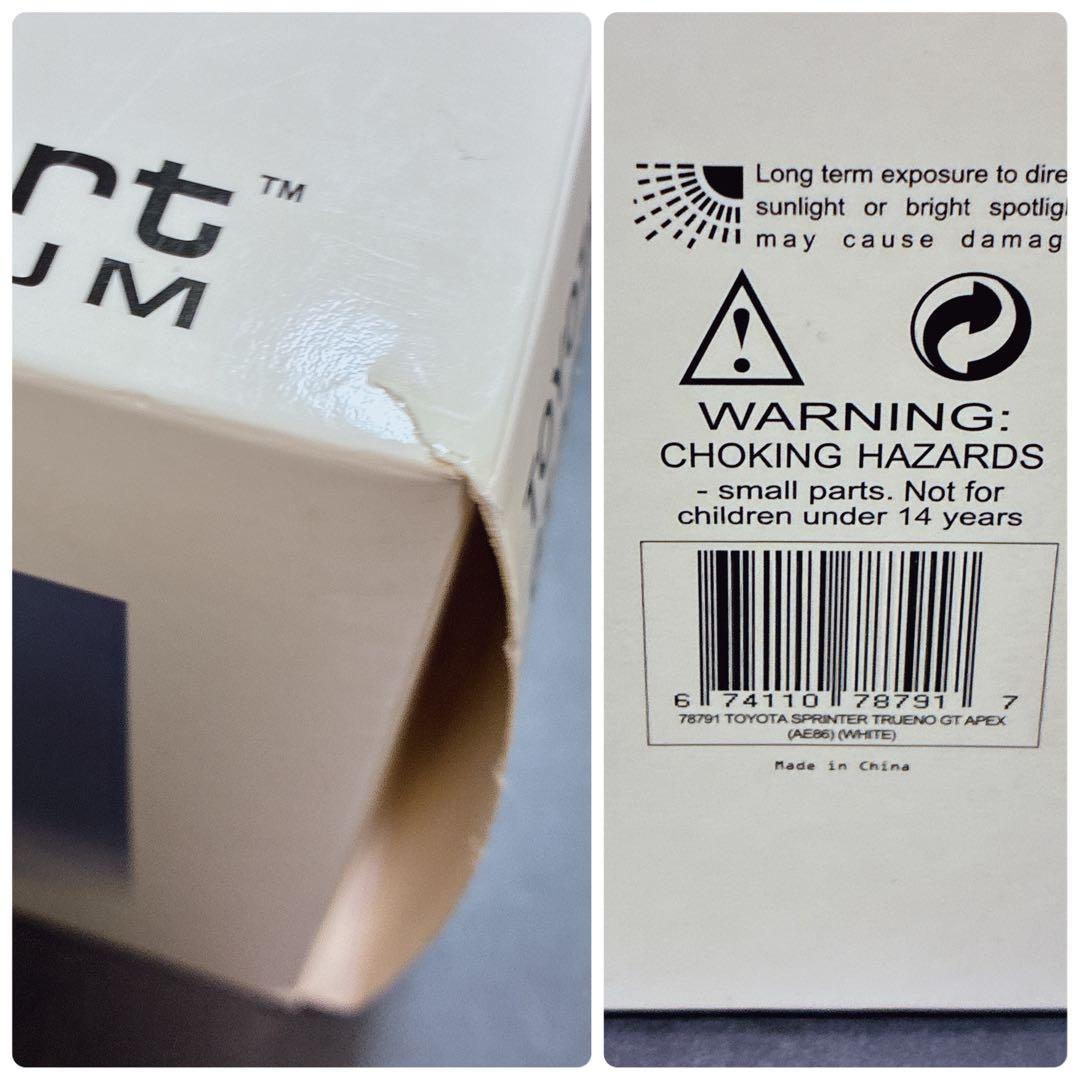 rt™
UM
Long term exposure to dire
sunlight or bright spotlig
may cause damag
WARNING:
CHOKING HAZARDS
- small parts. Not for
children under 14 years
6 74110 78791 7
78791 TOYOTA SPRINTER TRUENO GT APEX
(AE86) (WHITE)
Made in China